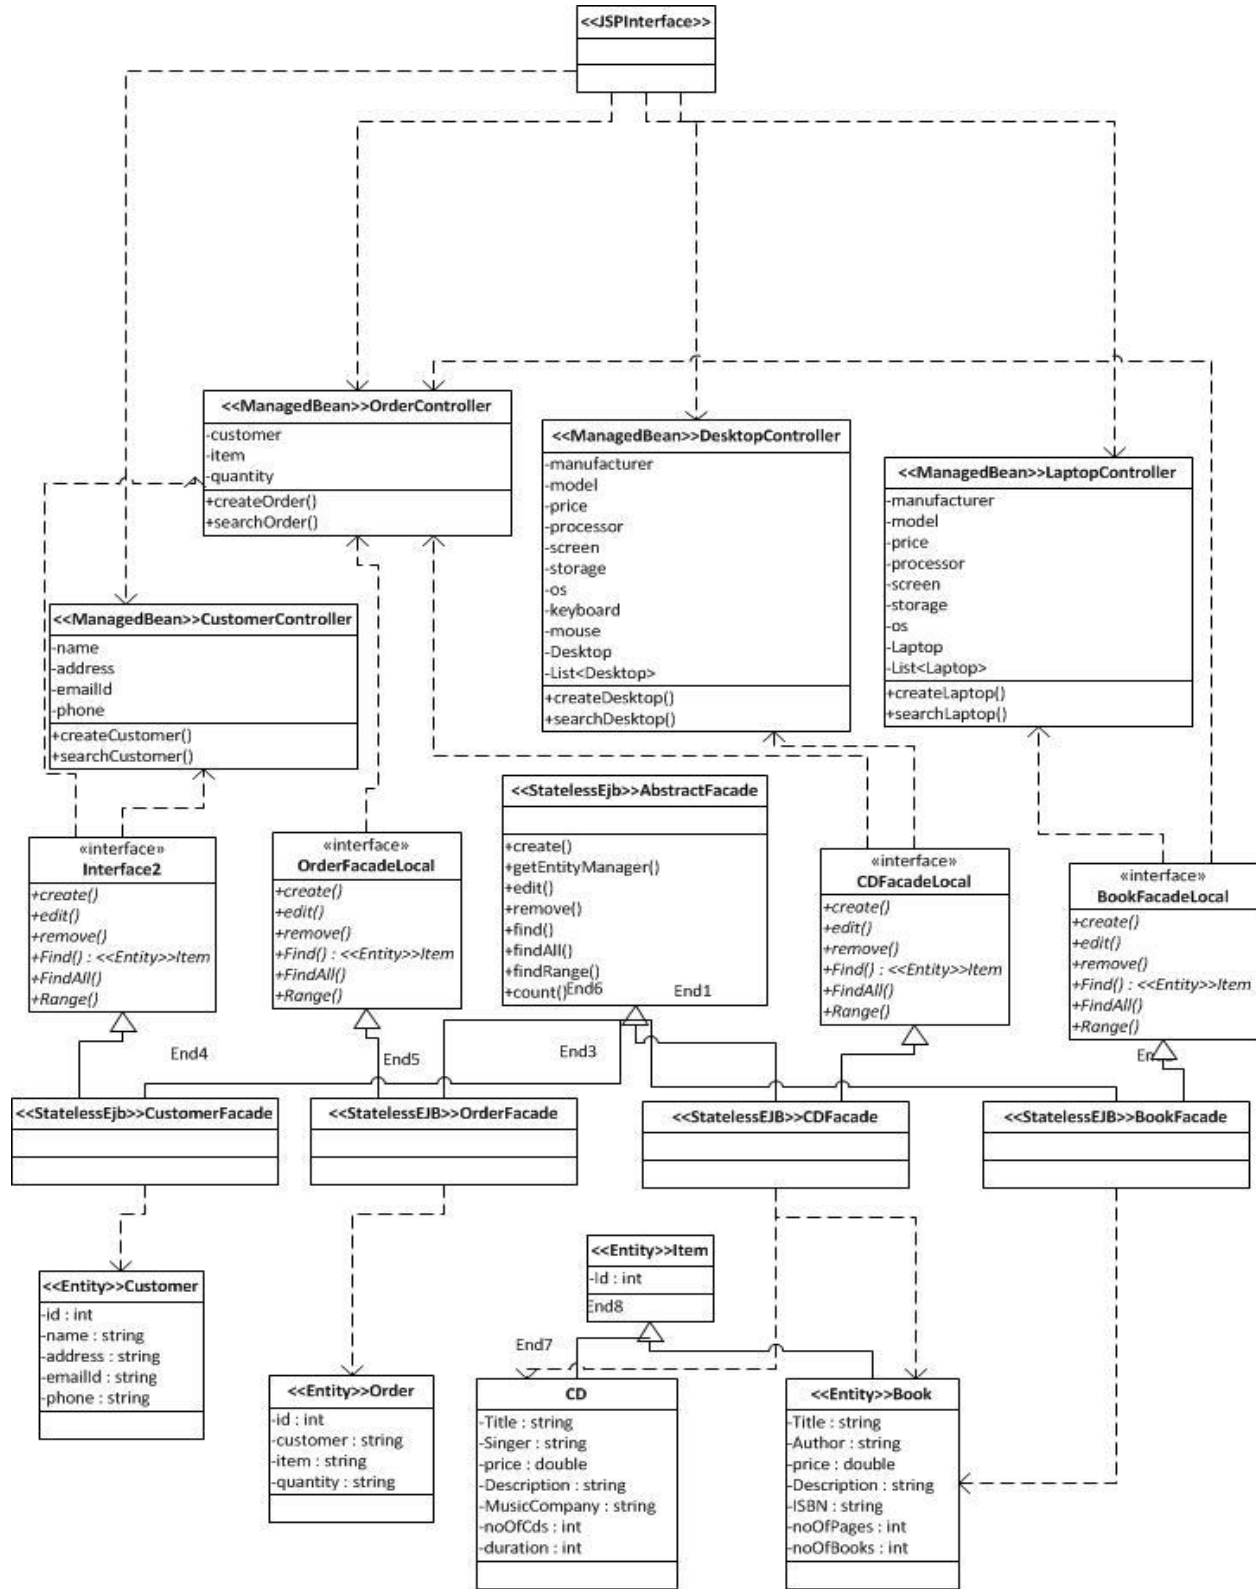 <<JSPInterface>>
<<ManagedBean>>OrderController
-customer
-item
-quantity
+createOrder()
+searchOrder()
<<ManagedBean>>DesktopController
-manufacturer
-model
-price
-processor
-screen
-storage
-os
-keyboard
-mouse
-Desktop
-List<Desktop>
+createDesktop()
+searchDesktop()
<<ManagedBean>>LaptopController
-manufacturer
-model
-price
-processor
-screen
-storage
-os
-Laptop
-List<Laptop>
+createLaptop()
+searchLaptop()
<<ManagedBean>>CustomerController
-name
-address
-emailId
-phone
+createCustomer()
+searchCustomer()
«interface»
Interface2
+create()
+edit()
+remove()
+Find() : <<Entity>>Item
+FindAll()
+Range()
«interface»
OrderFacadeLocal
+create()
+edit()
+remove()
+Find() : <<Entity>>Item
+FindAll()
+Range()
<<StatelessEjb>>AbstractFacade
+create()
+getEntityManager()
+edit()
+remove()
+find()
+findAll()
+findRange()
+count()
End6
End1
«interface»
CDFacadeLocal
+create()
+edit()
+remove()
+Find() : <<Entity>>Item
+FindAll()
+Range()
«interface»
BookFacadeLocal
+create()
+edit()
+remove()
+Find() : <<Entity>>Item
+FindAll()
+Range()
End4
End5
End3
<<StatelessEjb>>CustomerFacade
<<StatelessEJB>>OrderFacade
<<StatelessEJB>>CDFacade
<<StatelessEJB>>BookFacade
<<Entity>>Item
-Id : int
End8
End7
<<Entity>>Customer
-id : int
-name : string
-address : string
-emailId : string
-phone : string
<<Entity>>Order
-id : int
-customer : string
-item : string
-quantity : string
CD
-Title : string
-Singer : string
-price : double
-Description : string
-MusicCompany : string
-noOfCds : int
-duration : int
<<Entity>>Book
-Title : string
-Author : string
-price : double
-Description : string
-ISBN : string
-noOfPages : int
-noOfBooks : int